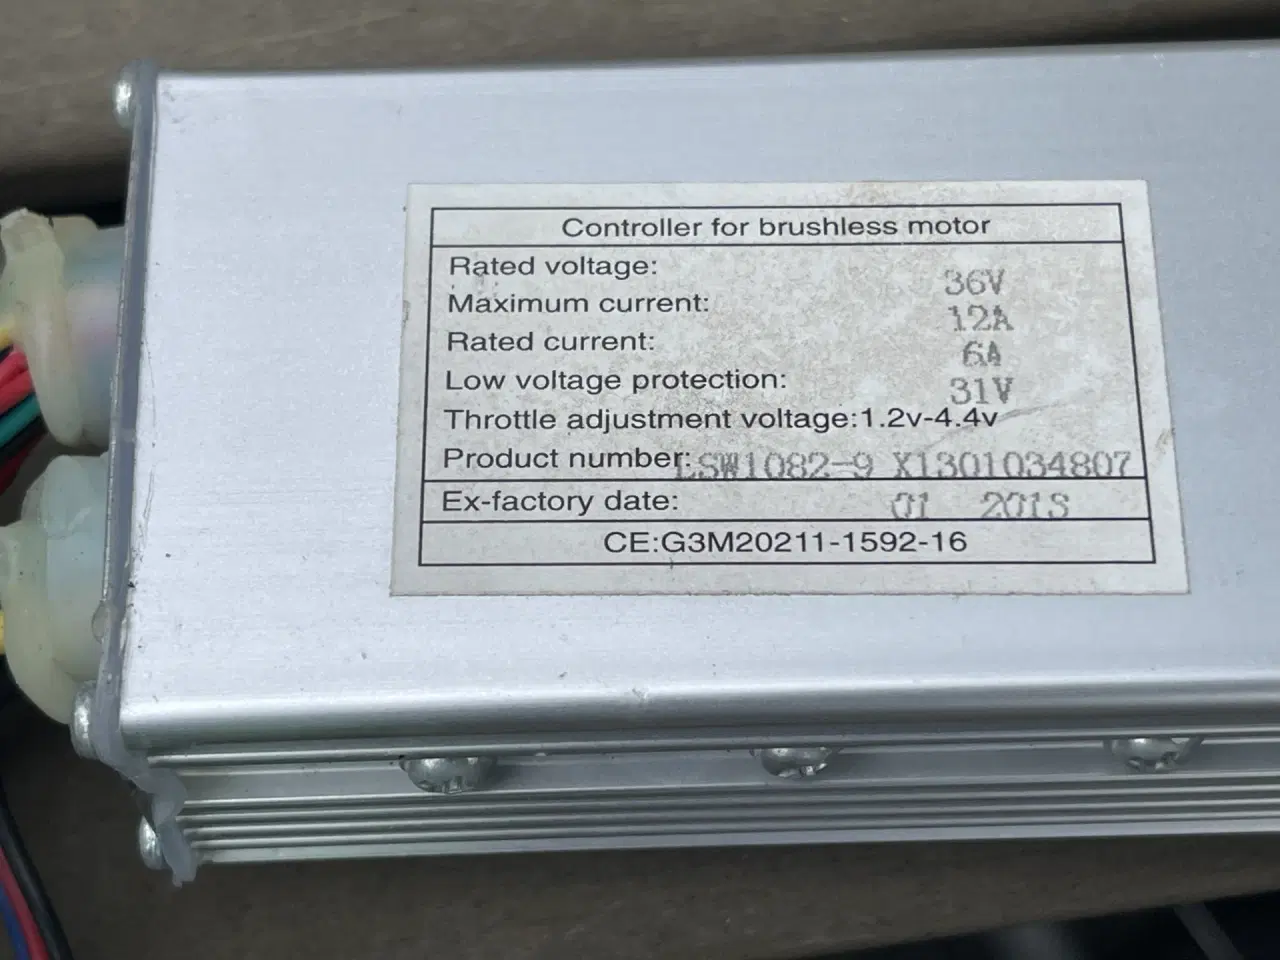 Controller for brushless motor
Rated voltage: 36V
Maximum current: 12A
Rated current: 6A
Low voltage protection: 31V
Throttle adjustment voltage:1.2v-4.4v
Product number: LSW1082-9 X1301034807
Ex-factory date: 01 201S
CE:G3M20211-1592-16